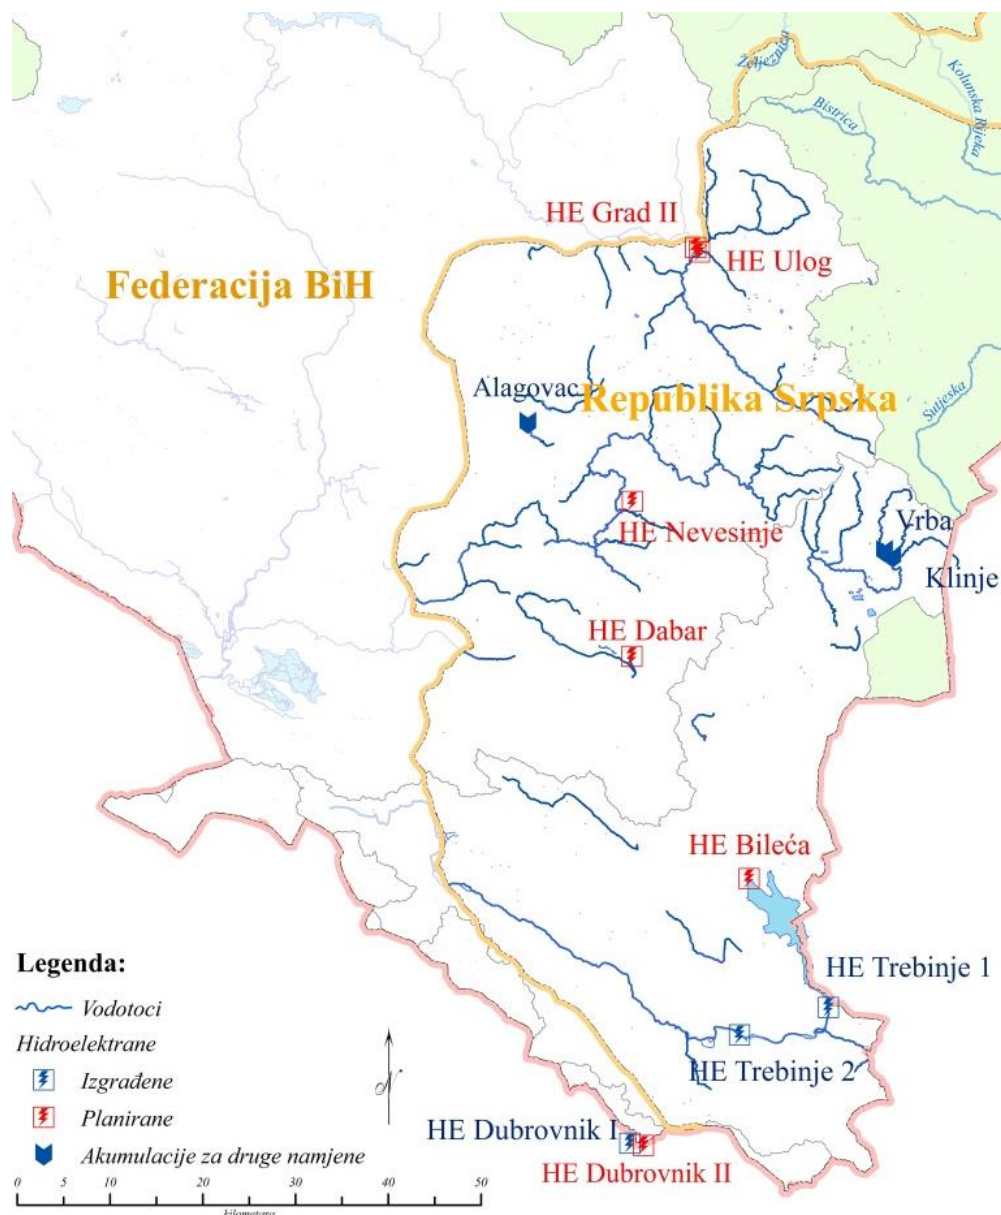 Željeznica
Kolunska Rijeka
Bistrica
HE Grad II
HE Ulog
Federacija BiH
Sutjeska
Alagovac
Republika Srpska
Vrba
HE Nevesinje
Klinje
HE Dabar
HE Bileća
HE Trebinje 1
HE Trebinje 2
HE Dubrovnik I
HE Dubrovnik II
Legenda:
Vodotoci
Hidroelektrane
Izgrađene
Planirane
Akumulacije za druge namjene
N
0 5 10 20 30 40 50
kilometara